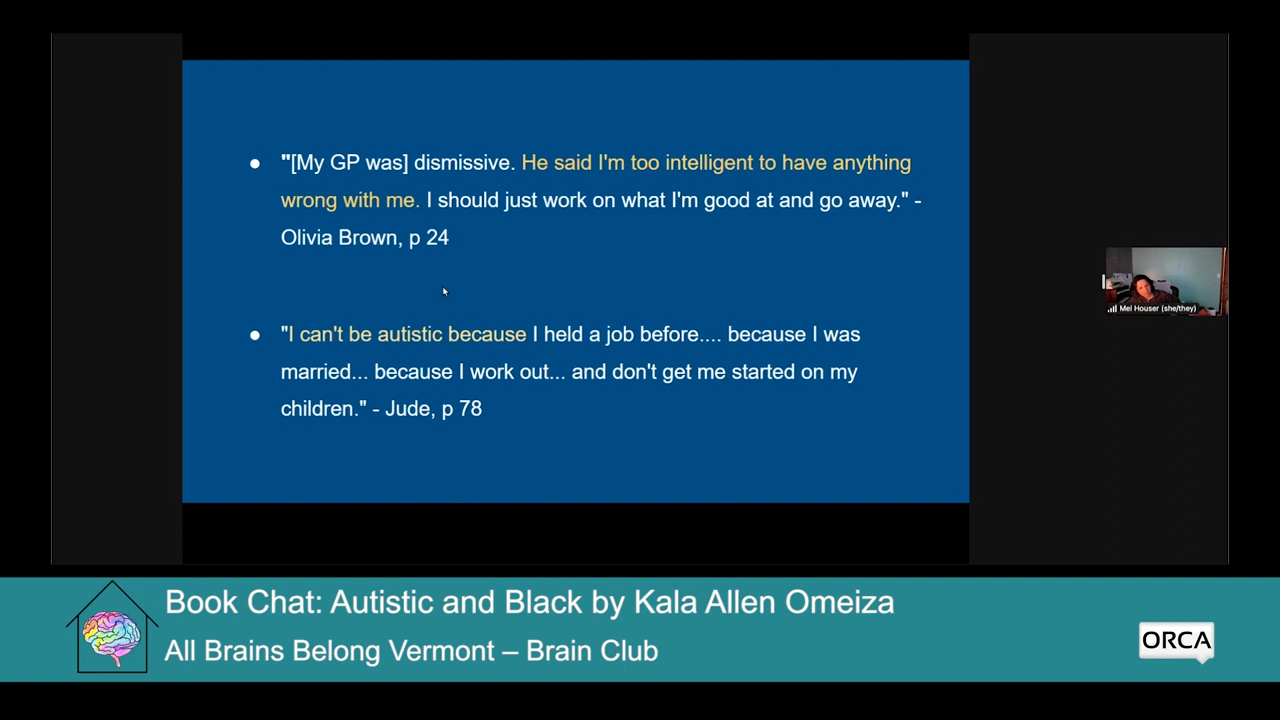 ● "[My GP was] dismissive. He said I'm too intelligent to have anything
wrong with me. I should just work on what I'm good at and go away." -
Olivia Brown, p 24
● "I can't be autistic because I held a job before.... because I was
married... because I work out... and don't get me started on my
children." - Jude, p 78
Mel Houser (she/they)
Book Chat: Autistic and Black by Kala Allen Omeiza
All Brains Belong Vermont – Brain Club
ORCA